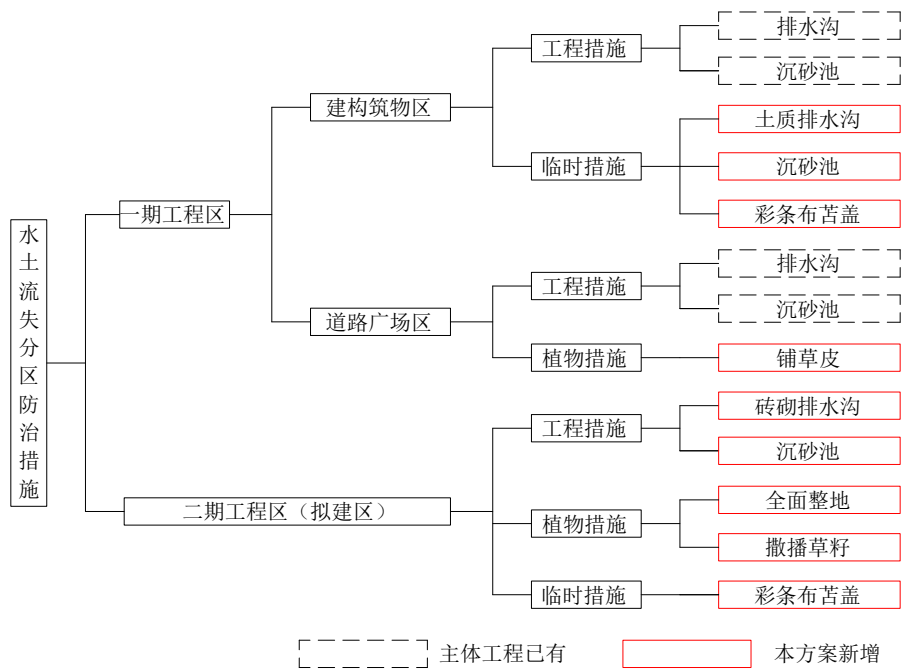 水土流失分区防治措施
一期工程区
建构筑物区
工程措施
排水沟
沉砂池
临时措施
土质排水沟
沉砂池
彩条布苫盖
道路广场区
工程措施
排水沟
沉砂池
植物措施
铺草皮
二期工程区（拟建区）
工程措施
砖砌排水沟
沉砂池
植物措施
全面整地
撒播草籽
临时措施
彩条布苫盖
主体工程已有
本方案新增